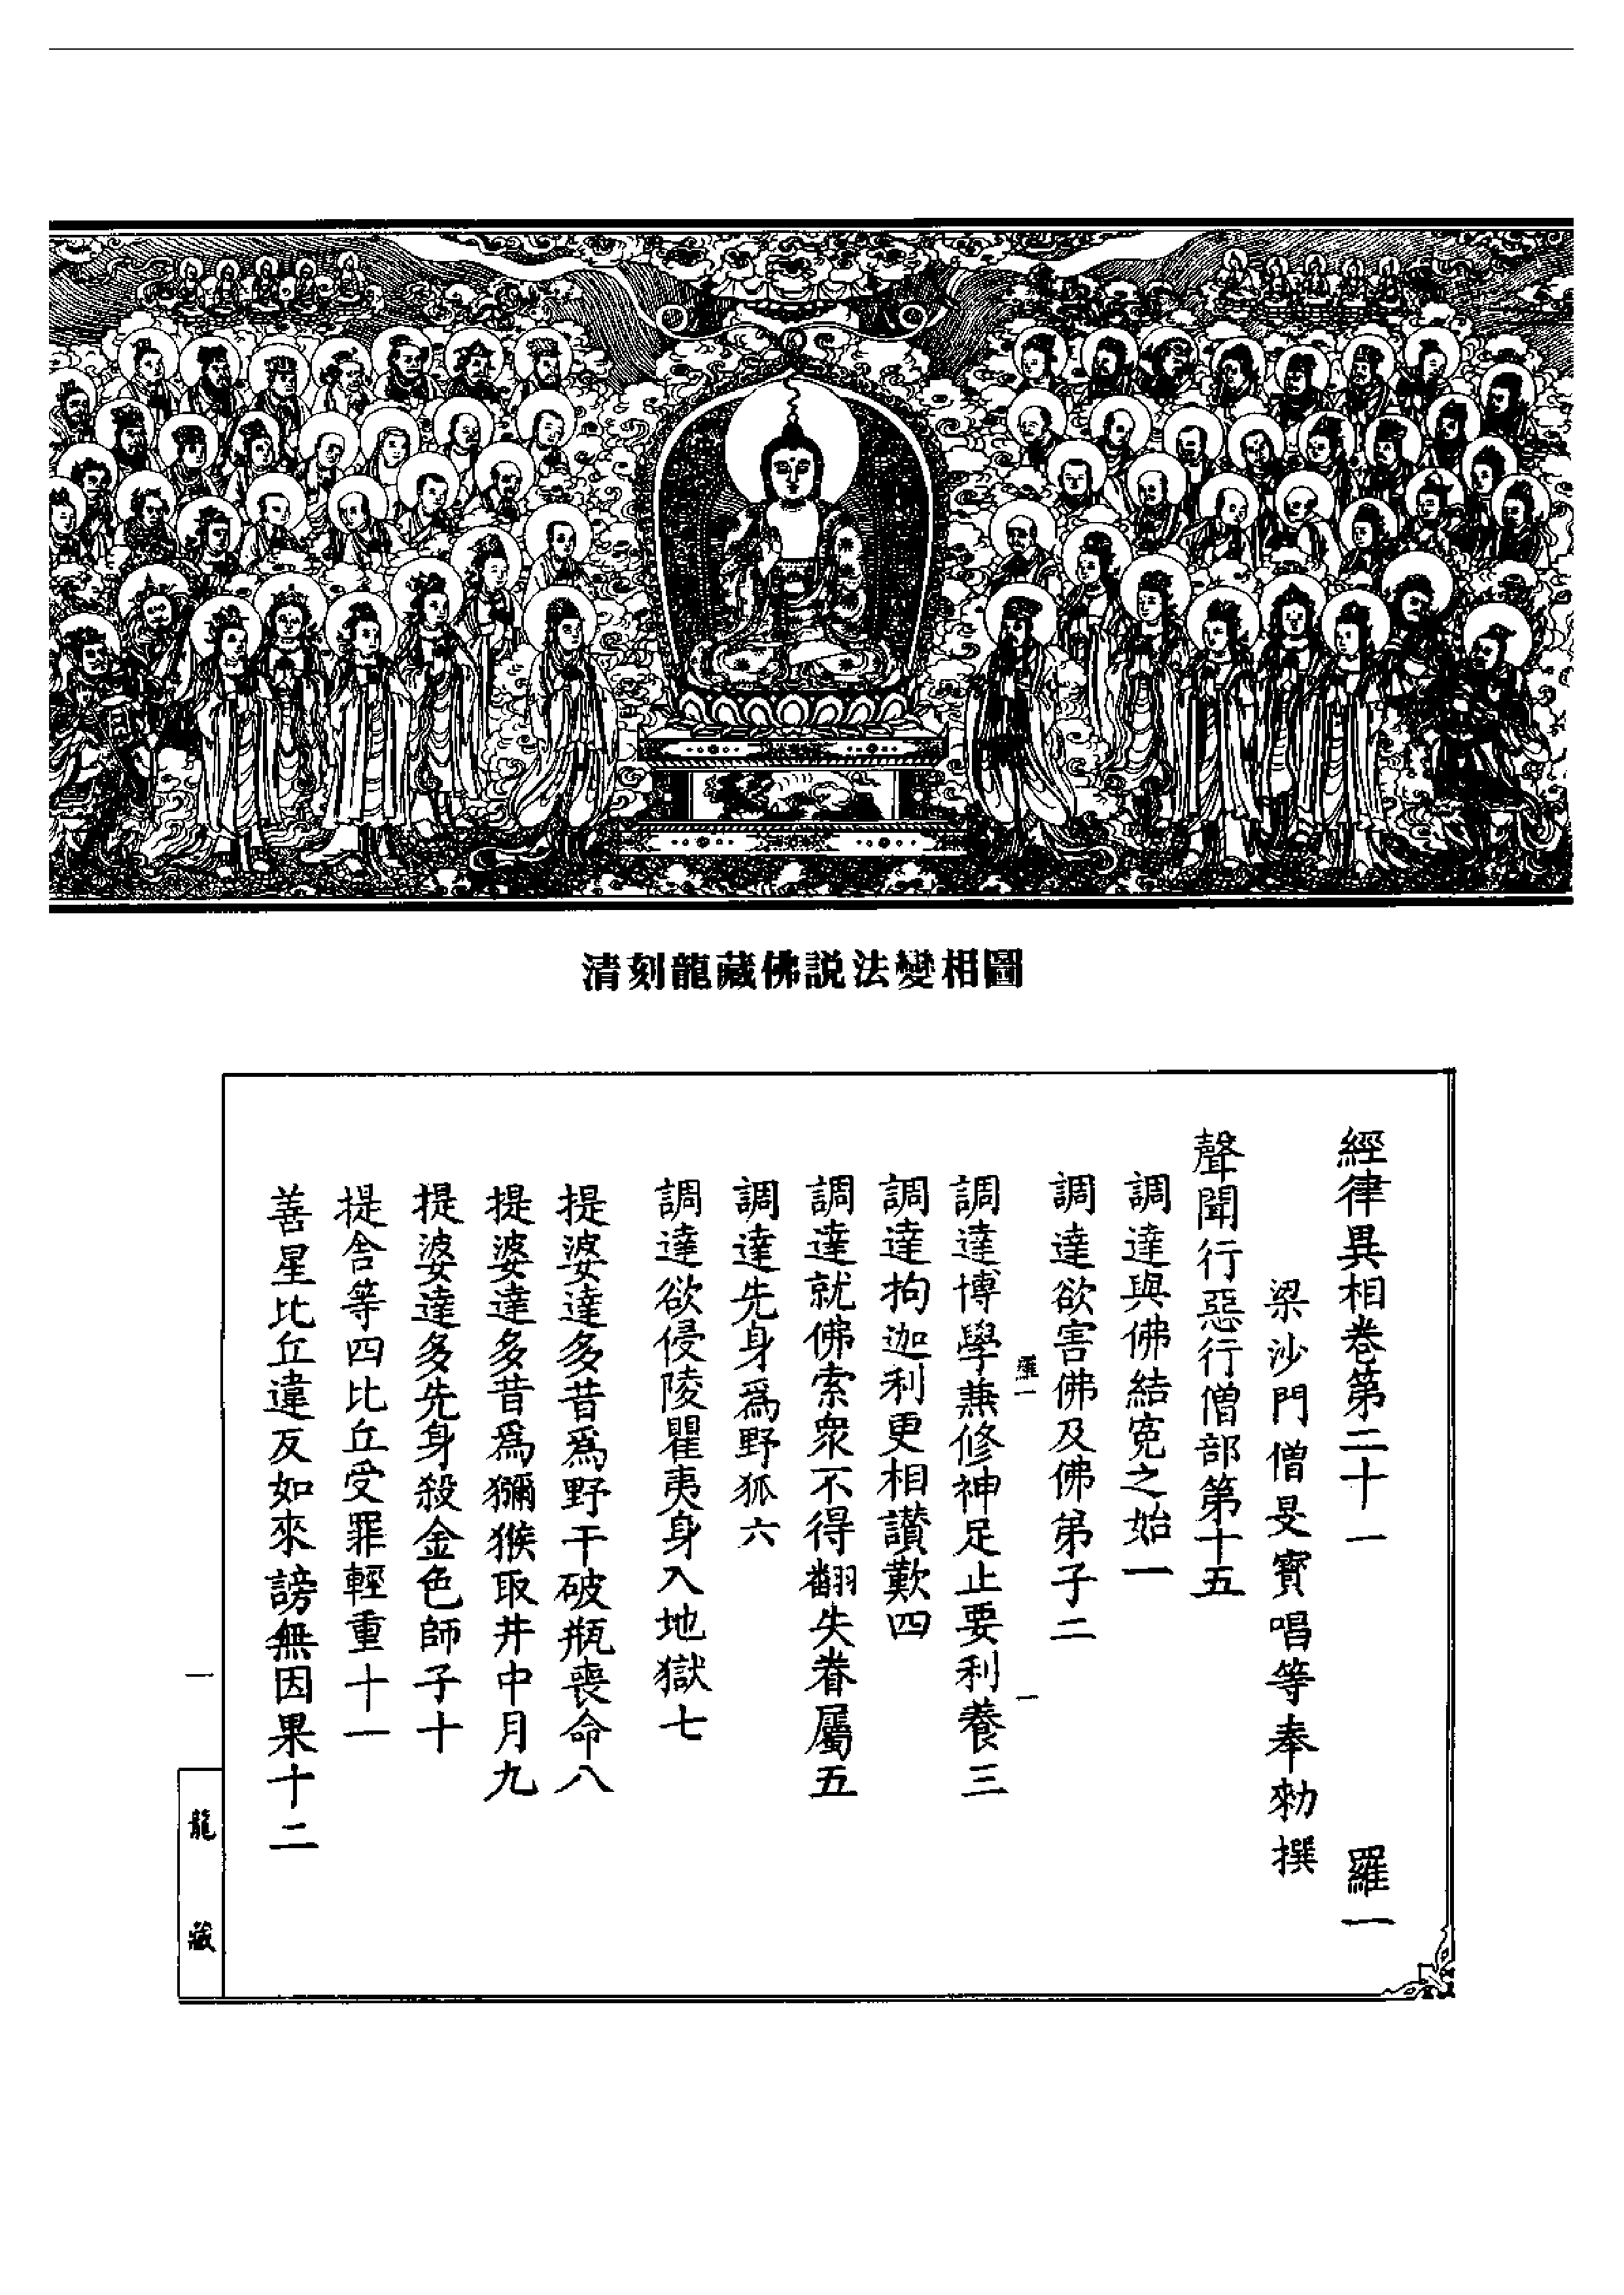 清刻龍藏佛説法變相圖
經律異相卷第二十一 羅一
梁沙門僧旻寶唱等奉勑撰
聲聞行惡行僧部第十五
調達與佛結寃之始一
調達欲害佛及佛弟子二
羅一 一
調達博學兼修神足止要利養三
調達拘迦利更相讃歎四
調達就佛索衆不得翻失眷屬五
調達先身爲野狐六
調達欲侵陵瞿夷身入地獄七
提婆達多昔爲野干破瓶喪命八
提婆達多昔爲獼猴取井中月九
提婆達多先身殺金色師子十
提舍等四比丘受罪輕重十一
善星比丘違反如來謗無因果十二
一
龍藏